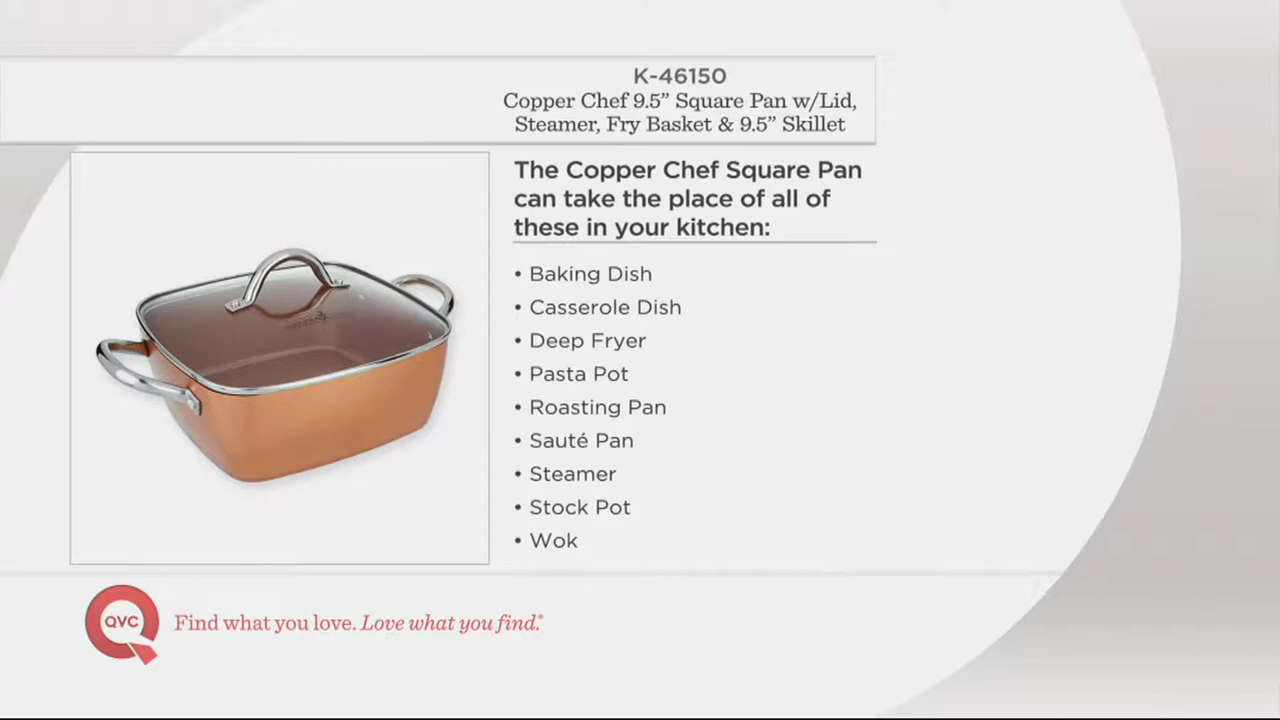 K-46150
Copper Chef 9.5” Square Pan w/Lid,
Steamer, Fry Basket & 9.5” Skillet
The Copper Chef Square Pan
can take the place of all of
these in your kitchen:
• Baking Dish
• Casserole Dish
• Deep Fryer
• Pasta Pot
• Roasting Pan
• Sauté Pan
• Steamer
• Stock Pot
• Wok
QVC
Find what you love. Love what you find.®